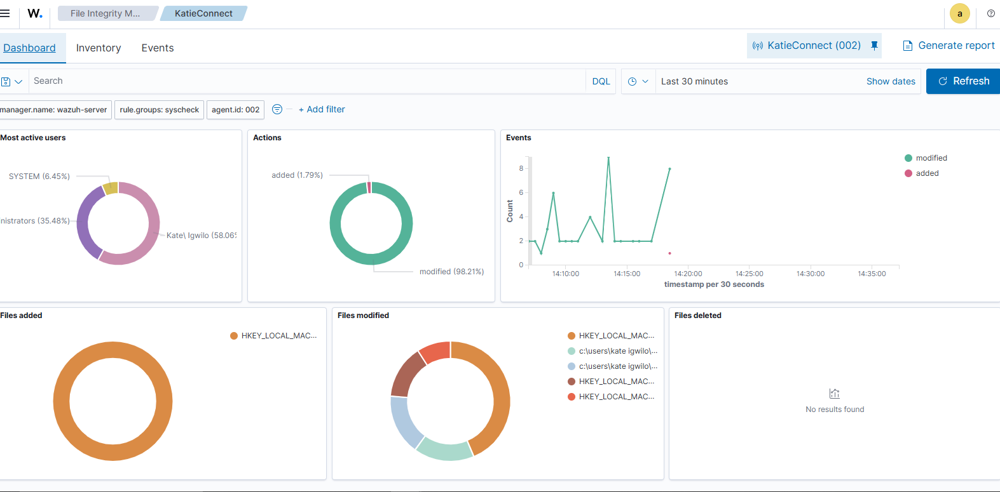 W. File Integrity M... KatieConnect a
Dashboard Inventory Events KatieConnect (002) Generate report
Search DQL Last 30 minutes Show dates Refresh
manager.name: wazuh-server rule.groups: syscheck agent.id: 002 + Add filter
Most active users
SYSTEM (6.45%)
nistrators (35.48%)
Kate\ Igwilo (58.06%
Actions
added (1.79%)
modified (98.21%)
Events
modified
added
Count
8
6
4
2
0
14:10:00 14:15:00 14:20:00 14:25:00 14:30:00 14:35:00
timestamp per 30 seconds
Files added
HKEY_LOCAL_MAC...
Files modified
HKEY_LOCAL_MAC...
c:\users\kate igwilo\...
c:\users\kate igwilo\...
HKEY_LOCAL_MAC...
HKEY_LOCAL_MAC...
Files deleted
No results found